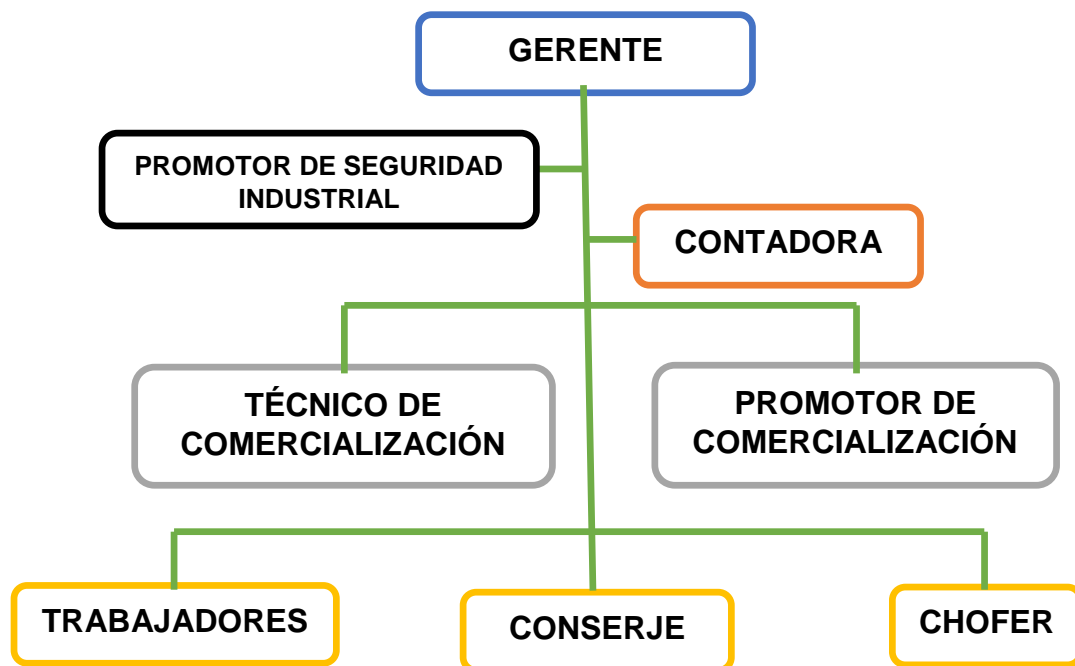 GERENTE
PROMOTOR DE SEGURIDAD
INDUSTRIAL
CONTADORA
TÉCNICO DE
COMERCIALIZACIÓN
PROMOTOR DE
COMERCIALIZACIÓN
TRABAJADORES
CONSERJE
CHOFER